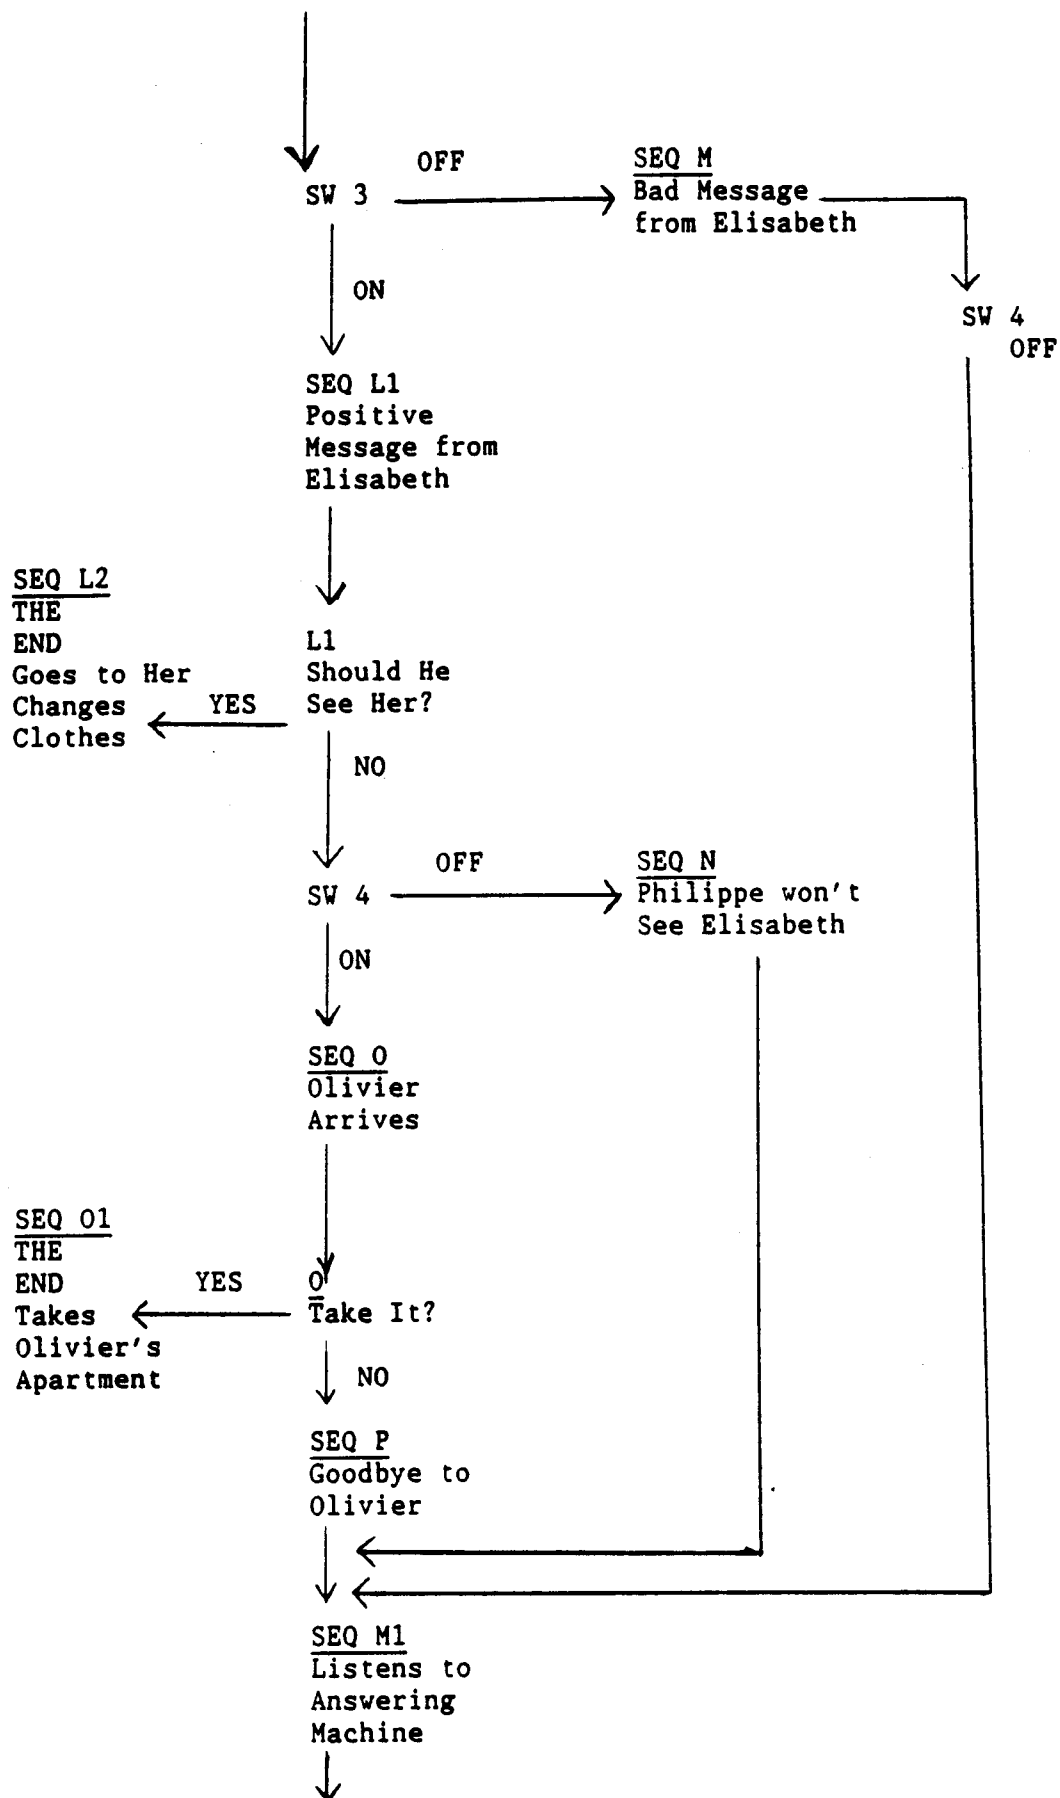 OFF
SEQ M
SW 3
Bad Message
from Elisabeth
ON
SW 4
OFF
SEQ L1
Positive
Message from
Elisabeth
SEQ L2
THE
END
Goes to Her
Changes
Clothes
YES
L1
Should He
See Her?
NO
OFF
SW 4
SEQ N
Philippe won't
See Elisabeth
ON
SEQ O
Olivier
Arrives
SEQ O1
THE
END
Takes
Olivier's
Apartment
YES
O
Take It?
NO
SEQ P
Goodbye to
Olivier
SEQ M1
Listens to
Answering
Machine